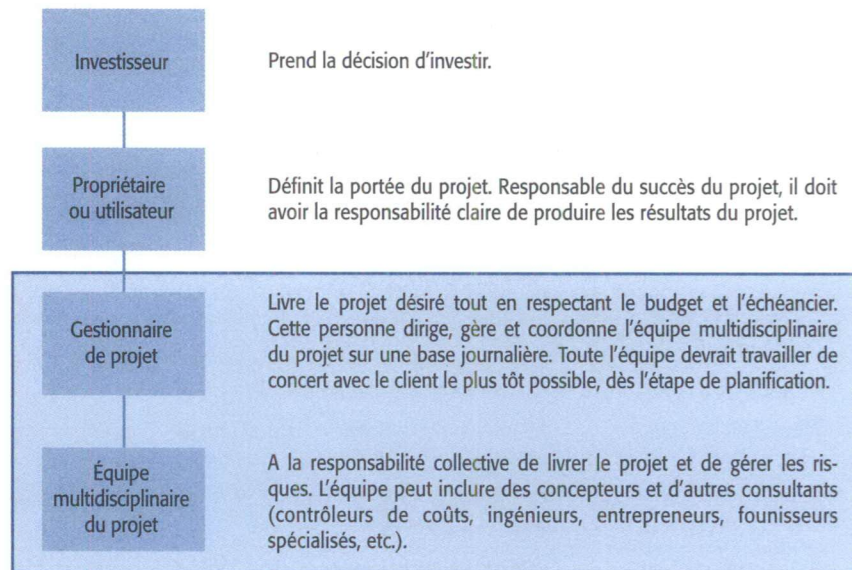 Investisseur
Prend la décision d'investir.
Propriétaire
ou utilisateur
Définit la portée du projet. Responsable du succès du projet, il doit
avoir la responsabilité claire de produire les résultats du projet.
Gestionnaire
de projet
Livre le projet désiré tout en respectant le budget et l'échéancier.
Cette personne dirige, gère et coordonne l'équipe multidisciplinaire
du projet sur une base journalière. Toute l'équipe devrait travailler de
concert avec le client le plus tôt possible, dès l'étape de planification.
Équipe
multidisciplinaire
du projet
A la responsabilité collective de livrer le projet et de gérer les ris-
ques. L'équipe peut inclure des concepteurs et d'autres consultants
(contrôleurs de coûts, ingénieurs, entrepreneurs, founisseurs
spécialisés, etc.).